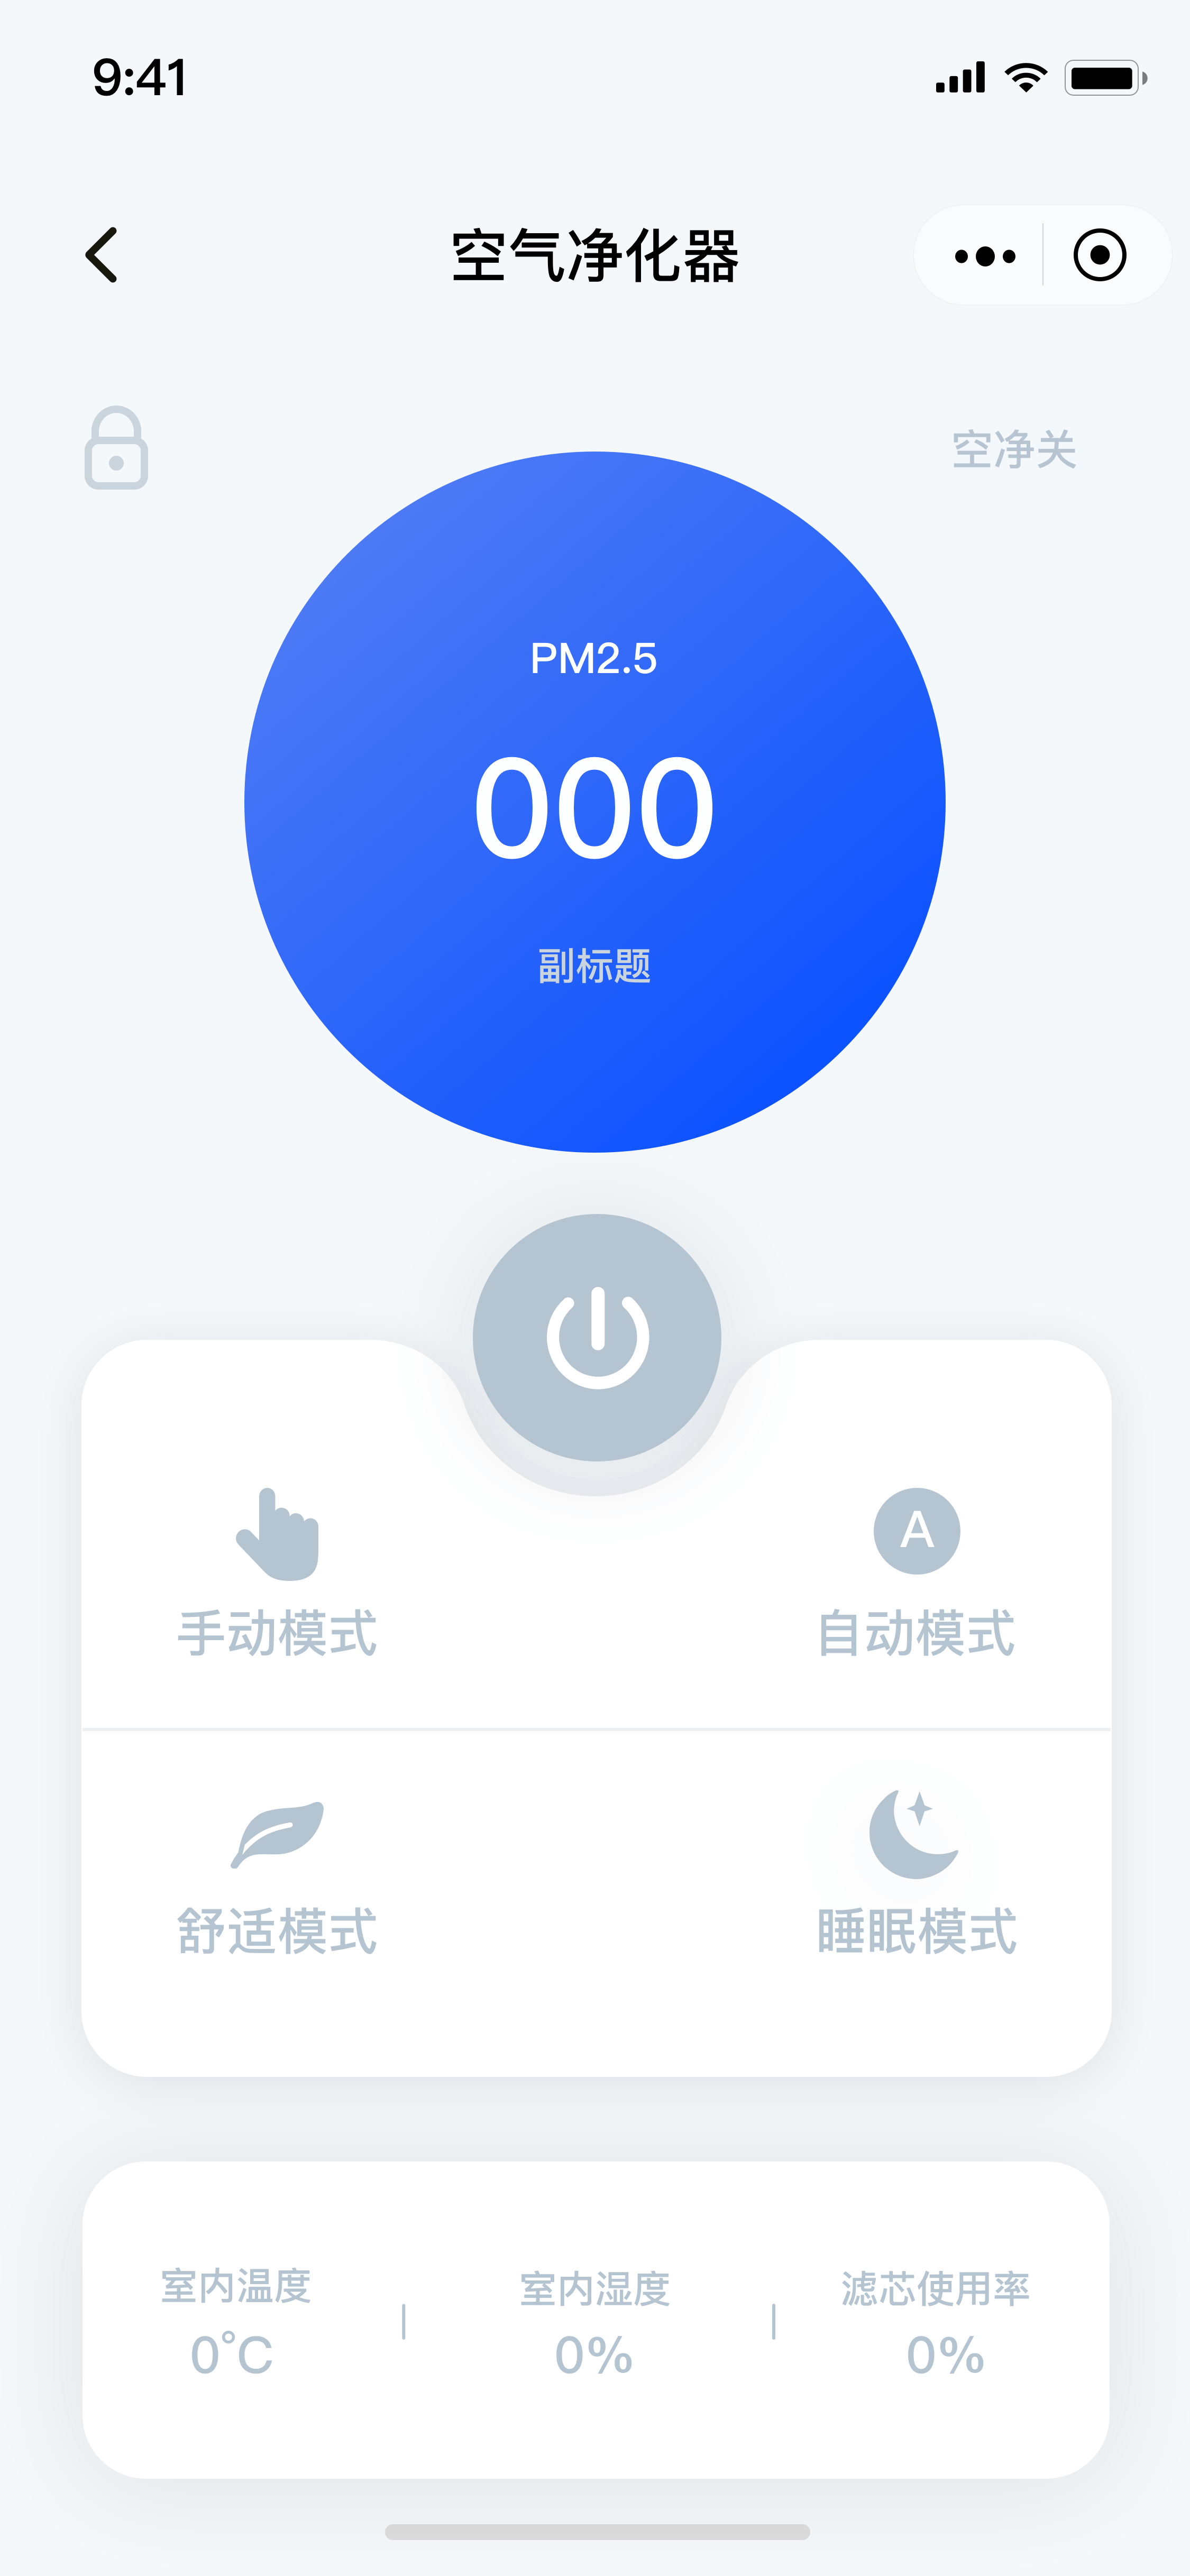 9:41
空气净化器
空净关
PM2.5
000
副标题
手动模式
A
自动模式
舒适模式
睡眠模式
室内温度
室内湿度
滤芯使用率
0°C
0%
0%